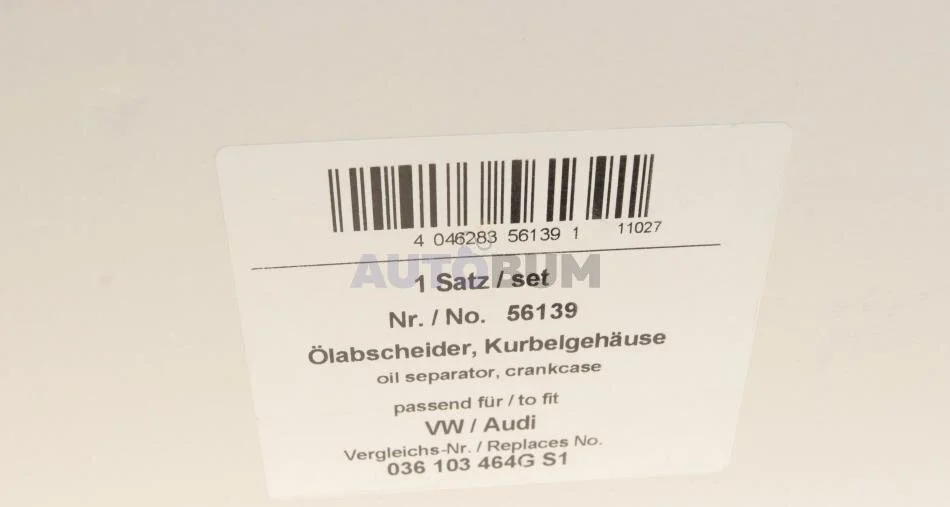 4 046283 56139 1 11027
AUTOBUM
1 Satz / set
Nr. / No. 56139
Ölabscheider, Kurbelgehäuse
oil separator, crankcase
passend für / to fit
VW / Audi
Vergleichs-Nr. / Replaces No.
036 103 464G S1